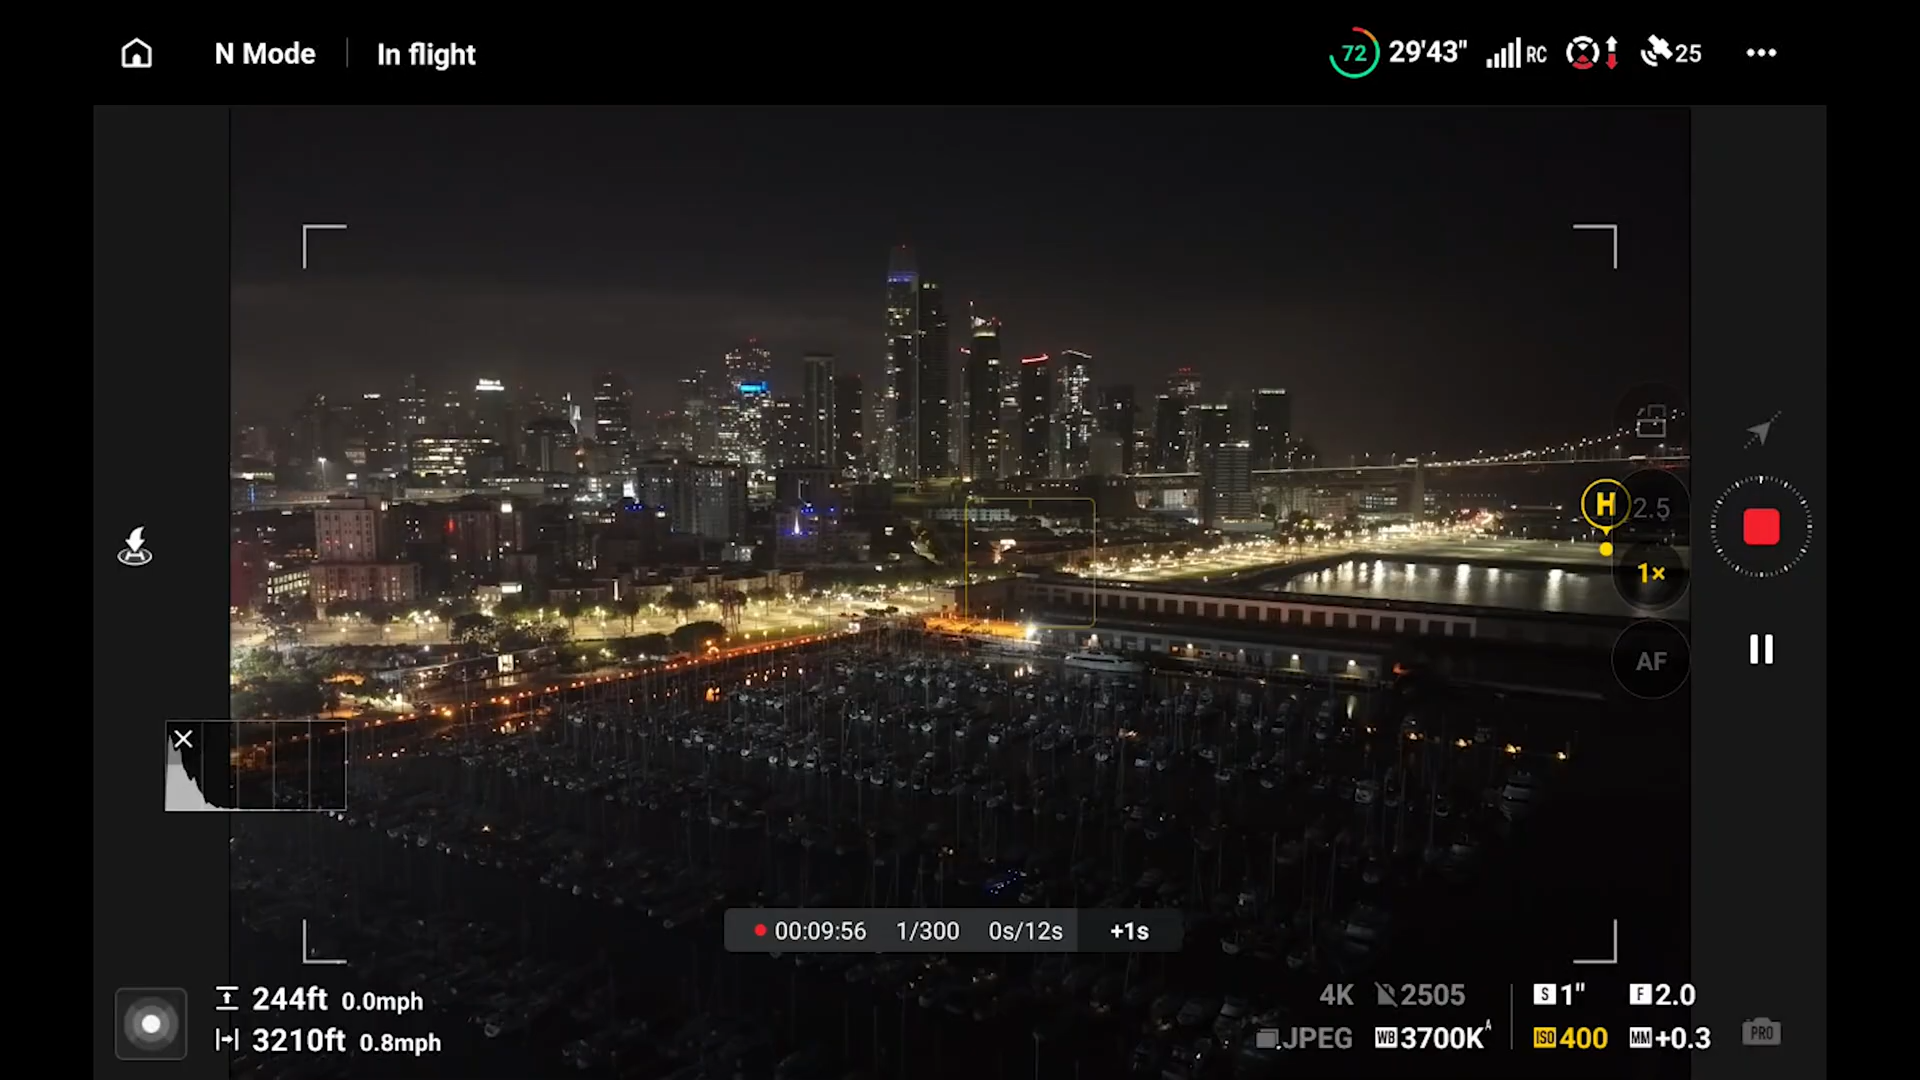 N Mode In flight 72 29'43" RC 25
H 2.5
1×
AF
00:09:56 1/300 0s/12s +1s
244ft 0.0mph 4K 2505 S 1" F 2.0
3210ft 0.8mph JPEG WB 3700K A ISO 400 MM +0.3 PRO